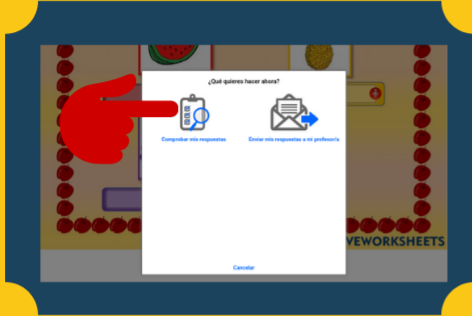 ¿Qué quieres hacer ahora?
Comprobar mis respuestas
Enviar mis respuestas a mi profesor/a
Cancelar
VEWORKSHEETS